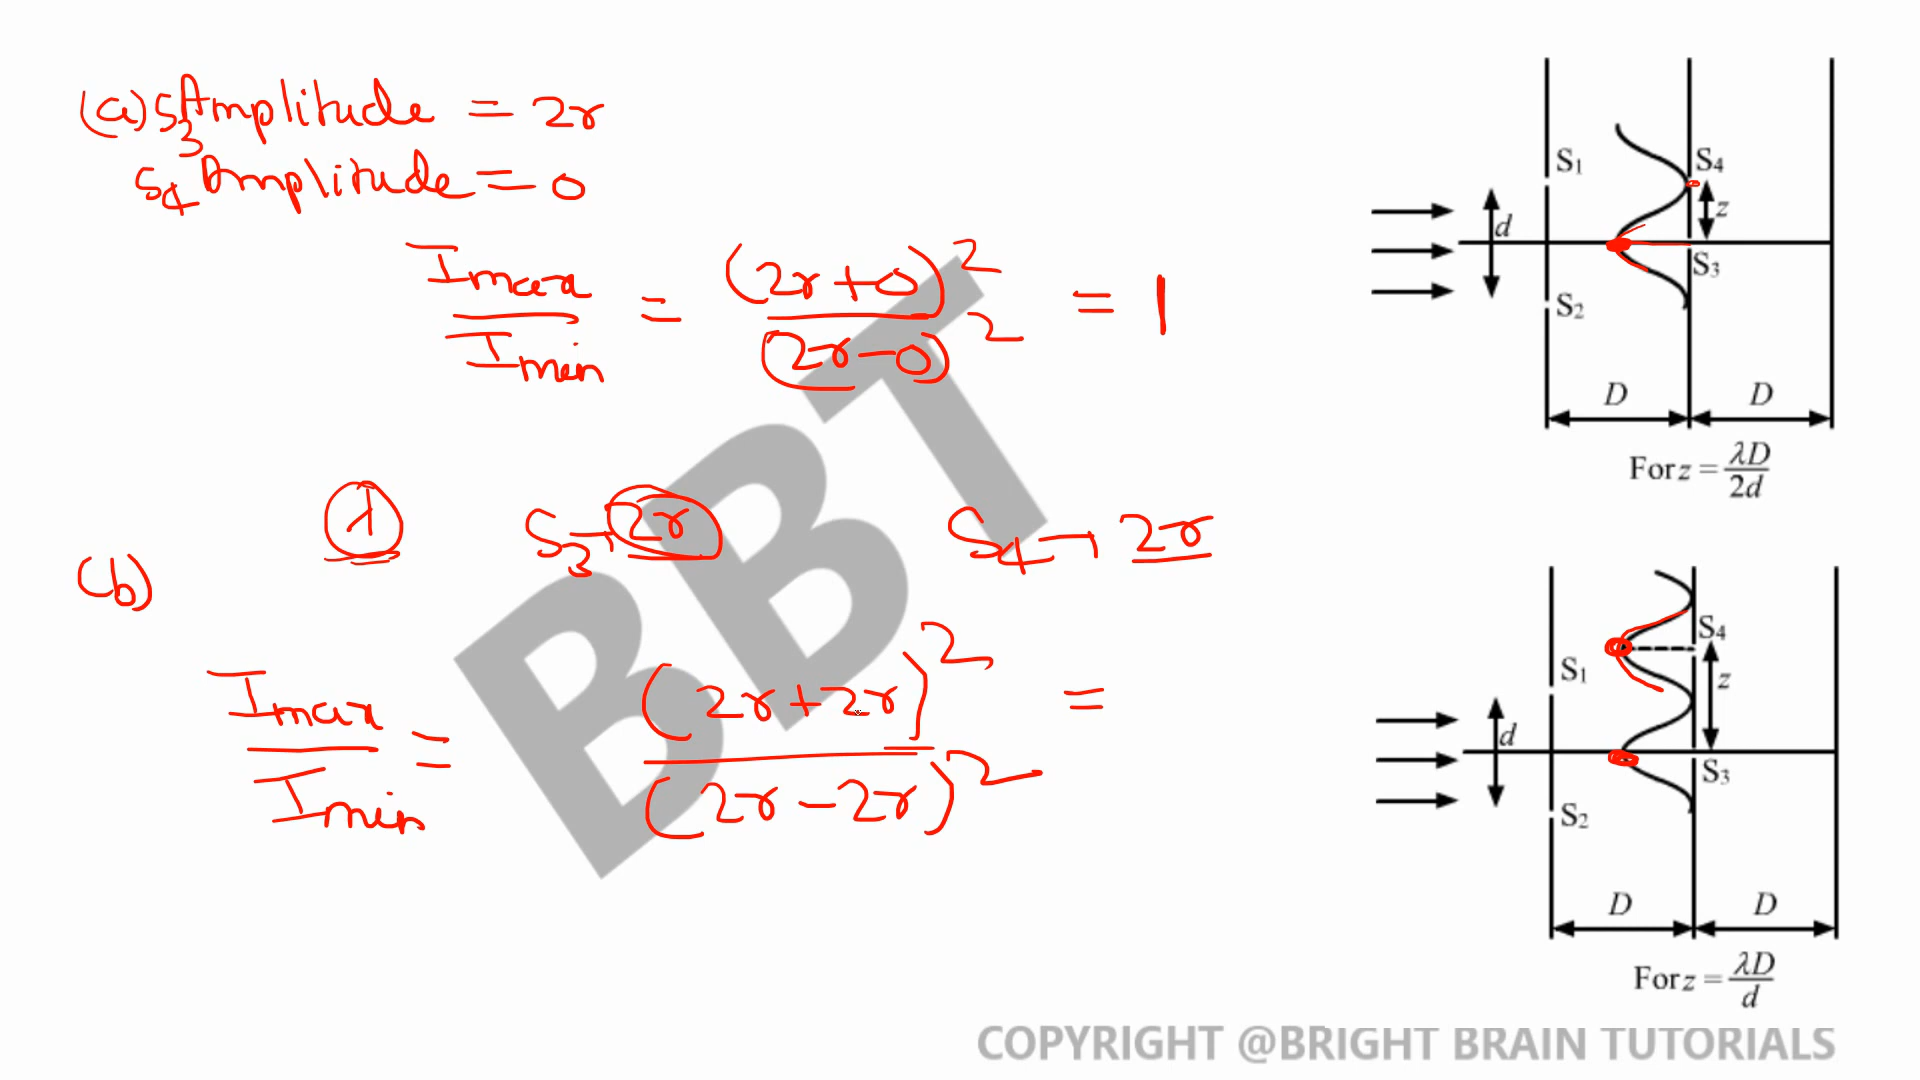 (a) S₃ Amplitude = 2r
S₄ Amplitude = 0
Imax / Imin = (2r+0)² / (2r-0)² = 1
λ S₃→2r S₄→2r
(b)
Imax / Imin = (2r+2r)² / (2r-2r)² =
BBT
S₁ S₄
d z
S₃
S₂
D D
For z = λD / 2d
S₄
S₁ z
d
S₃
S₂
D D
For z = λD / d
COPYRIGHT @BRIGHT BRAIN TUTORIALS